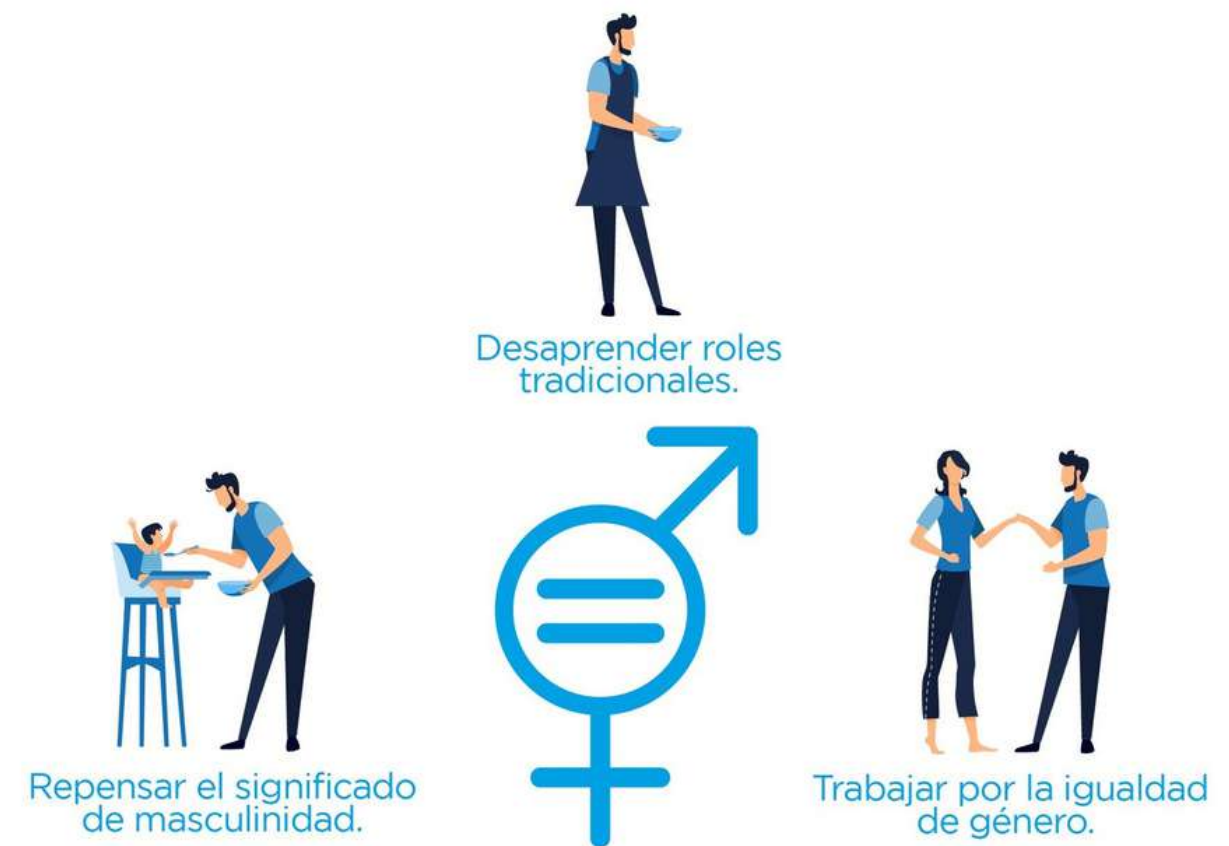 Desaprender roles
tradicionales.
Repensar el significado
de masculinidad.
Trabajar por la igualdad
de género.